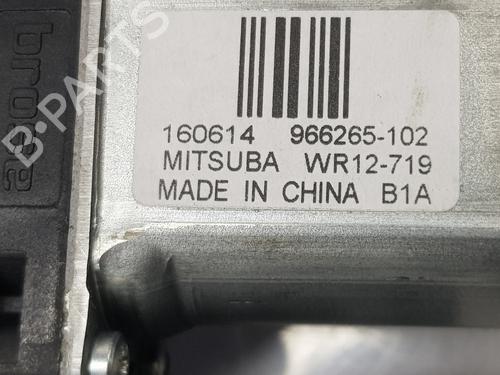 brose
B-PARTS
160614 966265-102
MITSUBA WR12-719
MADE IN CHINA B1A